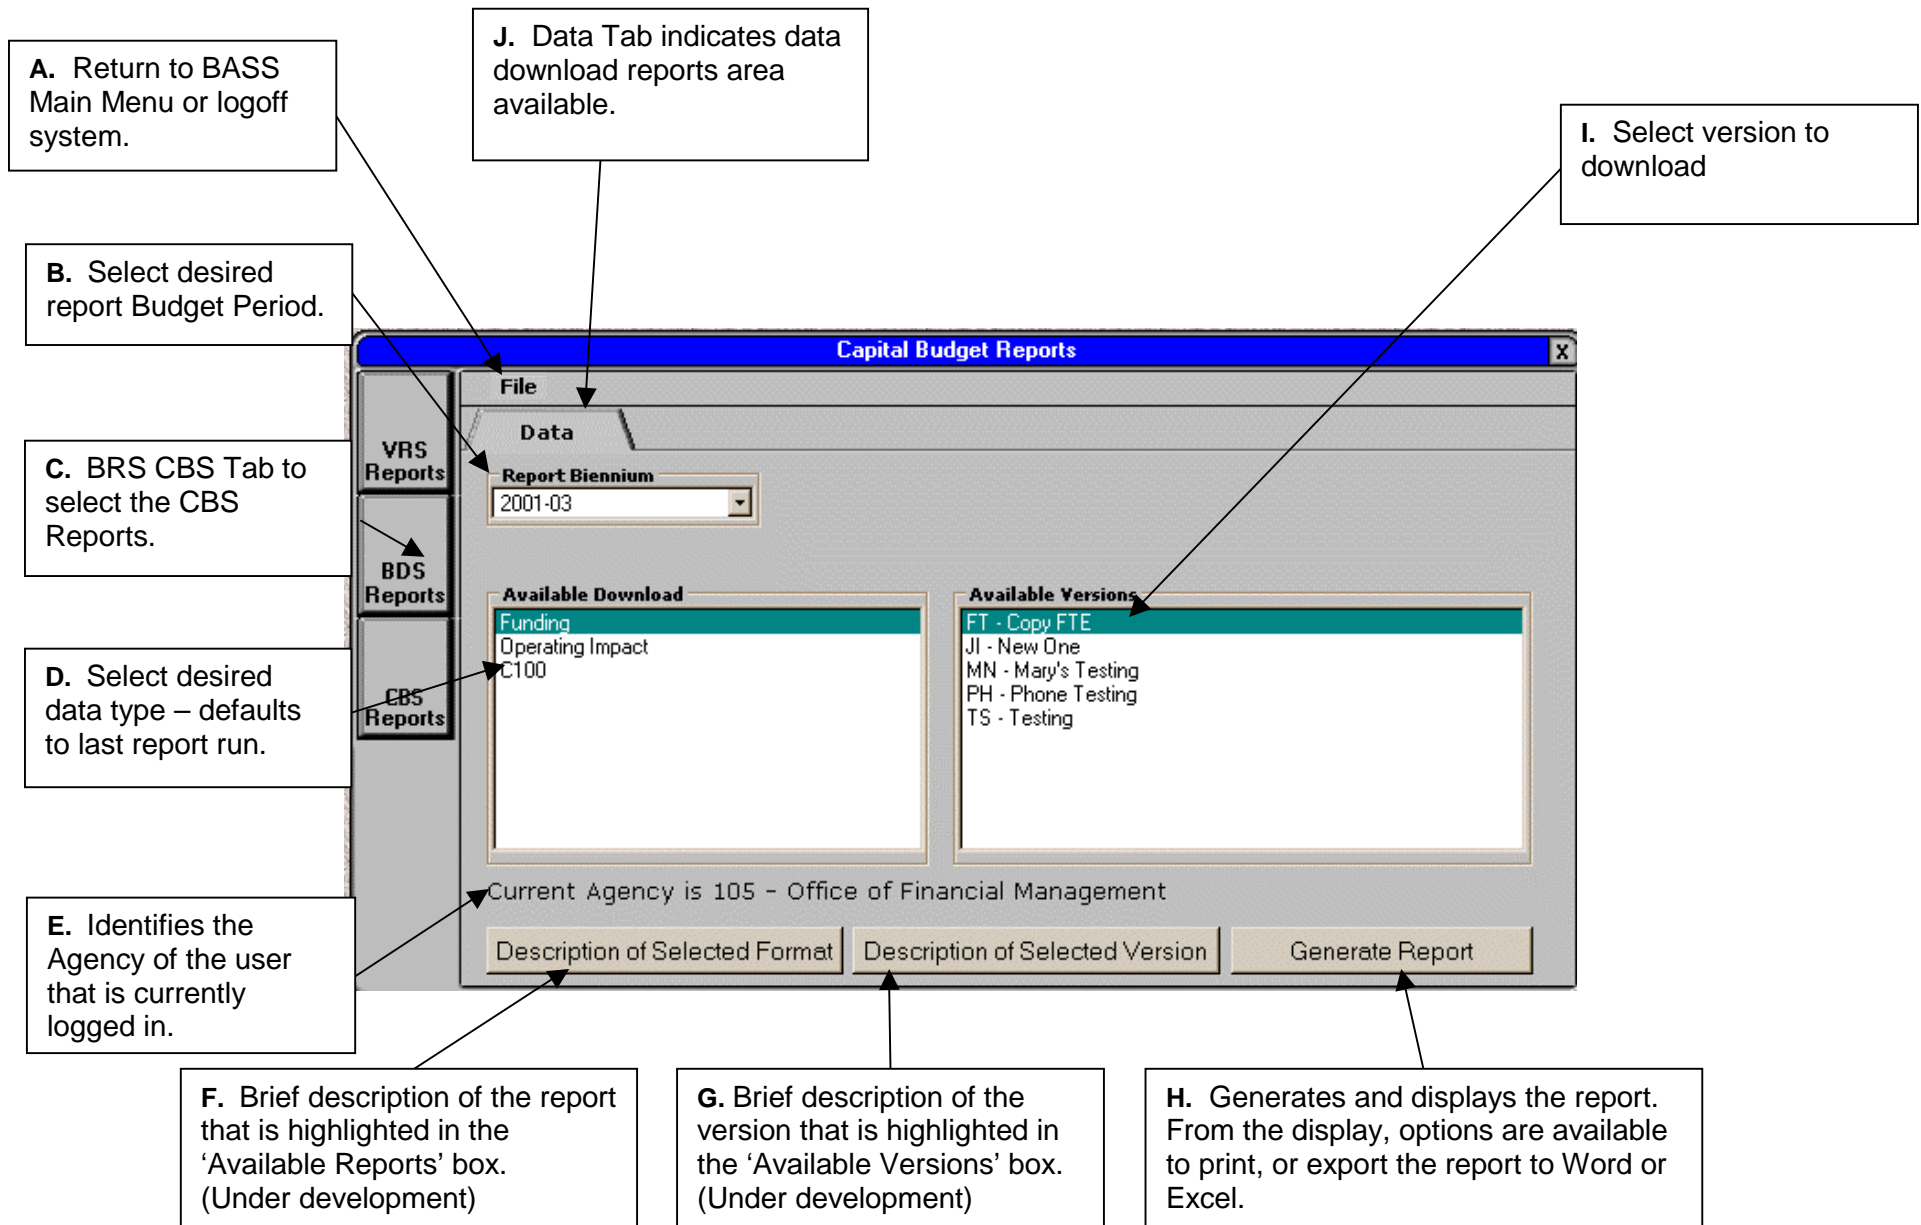 J. Data Tab indicates data
download reports area
available.
A. Return to BASS
Main Menu or logoff
system.
I. Select version to
download
B. Select desired
report Budget Period.
Capital Budget Reports
X
File
Data
VRS
Reports
Report Biennium
2001-03
C. BRS CBS Tab to
select the CBS
Reports.
BDS
Reports
Available Download
Funding
Operating Impact
C100
Available Versions
FT - Copy FTE
JI - New One
MN - Mary's Testing
PH - Phone Testing
TS - Testing
D. Select desired
data type – defaults
to last report run.
CBS
Reports
Current Agency is 105 - Office of Financial Management
E. Identifies the
Agency of the user
that is currently
logged in.
Description of Selected Format
Description of Selected Version
Generate Report
F. Brief description of the report
that is highlighted in the
‘Available Reports’ box.
(Under development)
G. Brief description of the
version that is highlighted in
the ‘Available Versions’ box.
(Under development)
H. Generates and displays the report.
From the display, options are available
to print, or export the report to Word or
Excel.